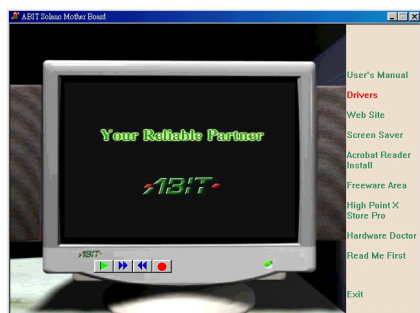 ABIT Solano Mother Board
Your Reliable Partner
ABIT
ABIT
User's Manual
Drivers
Web Site
Screen Saver
Acrobat Reader
Install
Freeware Area
High Point X
Store Pro
Hardware Doctor
Read Me First
Exit